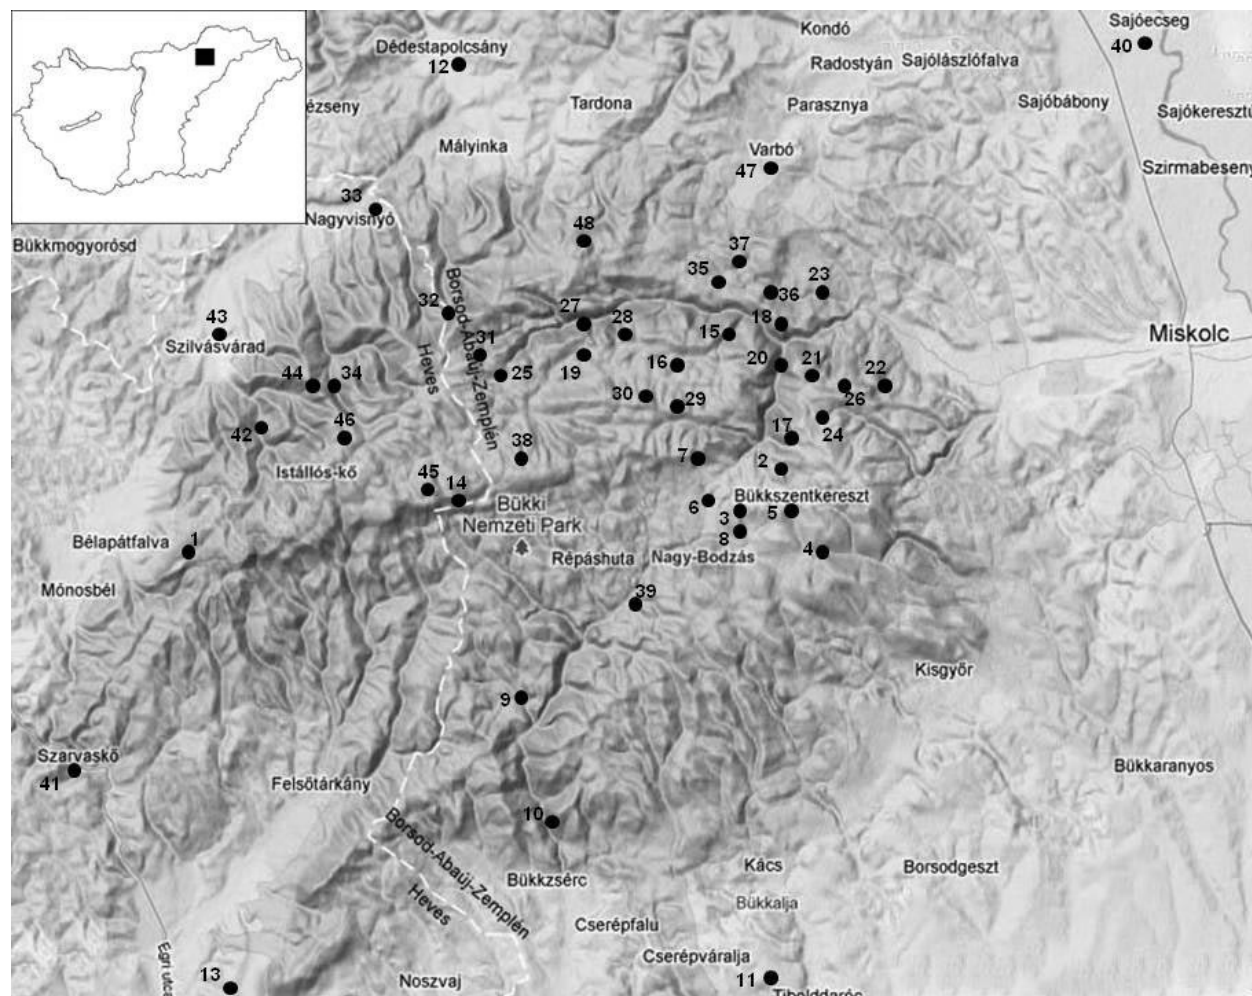 Sajóecseg
40
Kondó
Dédestapolcsány
12
Radostyán
Sajólászlófalva
Tardona
Parasznya
Sajóbábony
Mályinka
Varbó
47
33
Nagyvisnyó
Bükkmogyorósd
48
37
35
23
36
32
Borsod-Abaúj-Zemplén
Heves
27
28
15
18
43
Szilvásvárad
Miskolc
31
25
19
16
20
21
22
26
44
34
30
29
24
42
46
17
38
7
2
Istállós-kő
45
14
Bükki
Nemzeti Park
6
Bükkszentkereszt
3
5
8
1
Bélapátfalva
Répáshuta
Nagy-Bodzás
4
Mónosbél
39
Kisgyőr
9
Szarvaskő
41
Felsőtárkány
Bükkaranyos
10
Borsod-Abaúj-Zemplén
Heves
Kács
Borsodgeszt
Bükkzsérc
Bükkalja
Cserépfalu
Cserépváralja
13
Noszvaj
11